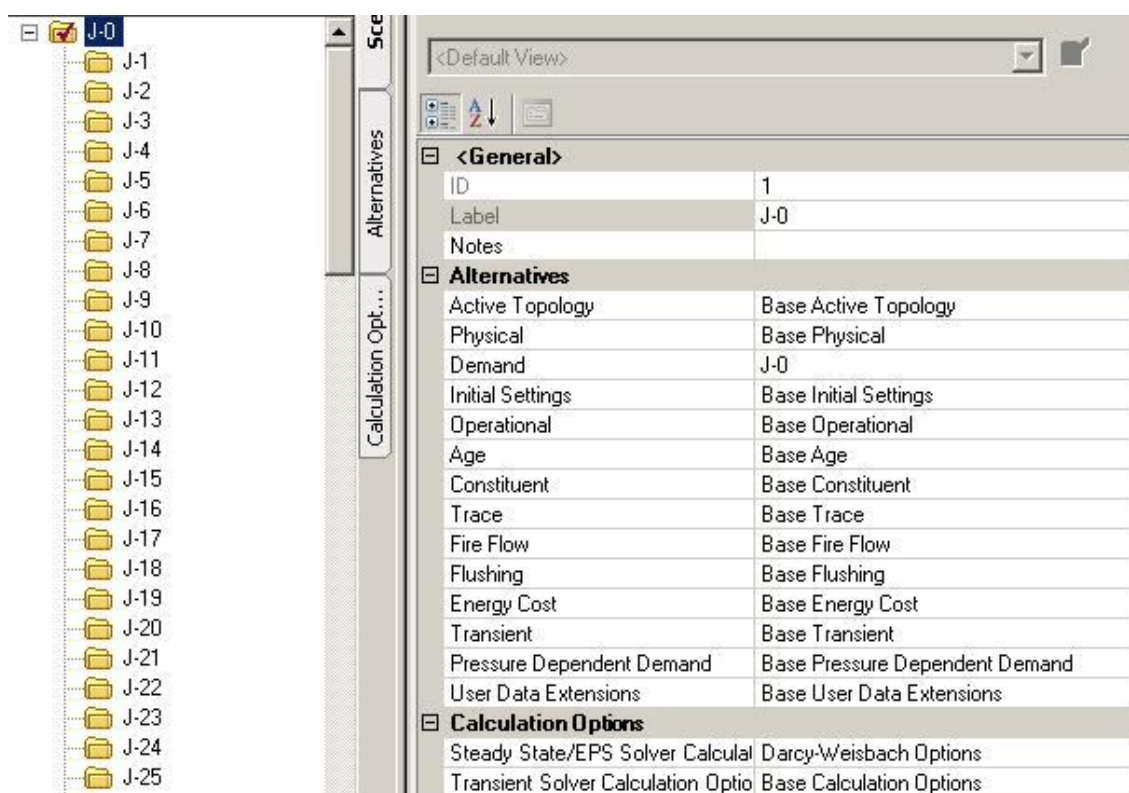 J-0
J-1
J-2
J-3
J-4
J-5
J-6
J-7
J-8
J-9
J-10
J-11
J-12
J-13
J-14
J-15
J-16
J-17
J-18
J-19
J-20
J-21
J-22
J-23
J-24
J-25
Sce
Alternatives
Calculation Opt...
<Default View>
<General>
ID 1
Label J-0
Notes
Alternatives
Active Topology Base Active Topology
Physical Base Physical
Demand J-0
Initial Settings Base Initial Settings
Operational Base Operational
Age Base Age
Constituent Base Constituent
Trace Base Trace
Fire Flow Base Fire Flow
Flushing Base Flushing
Energy Cost Base Energy Cost
Transient Base Transient
Pressure Dependent Demand Base Pressure Dependent Demand
User Data Extensions Base User Data Extensions
Calculation Options
Steady State/EPS Solver Calculat Darcy-Weisbach Options
Transient Solver Calculation Optio Base Calculation Options